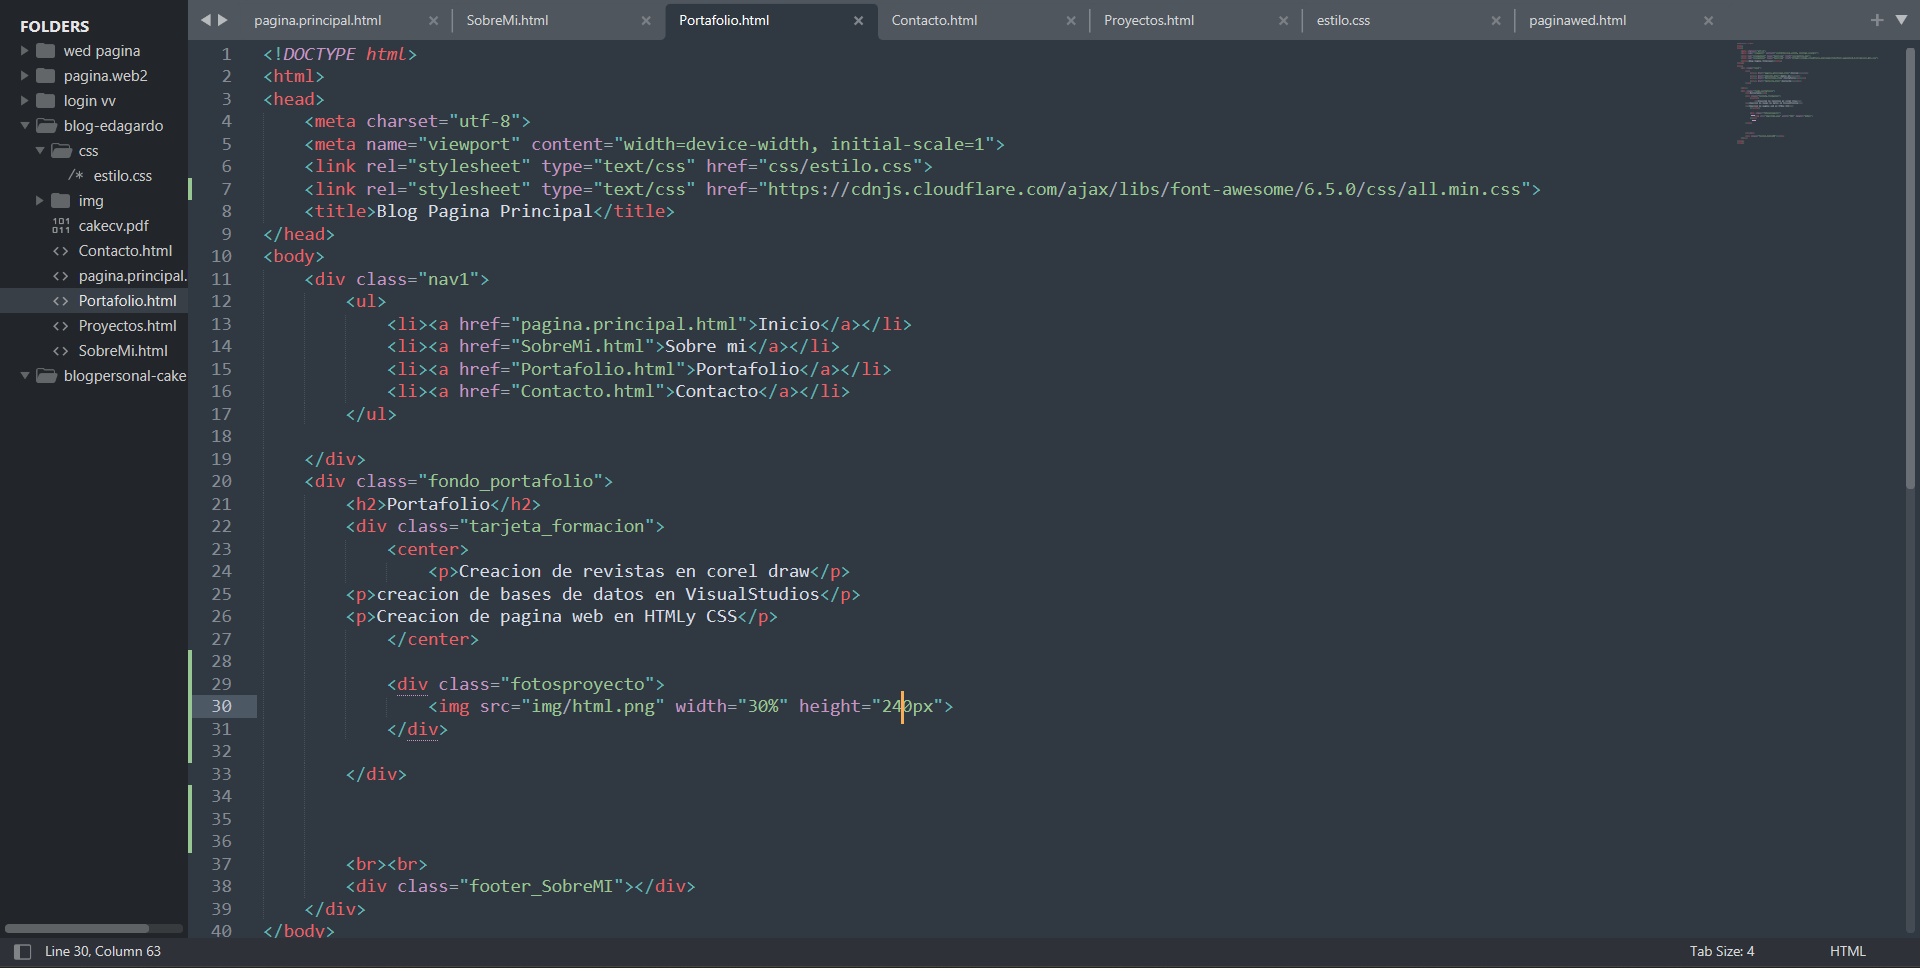 FOLDERS
wed pagina
pagina.web2
login vv
blog-edagardo
css
/* estilo.css
img
cakecv.pdf
<> Contacto.html
<> pagina.principal.
<> Portafolio.html
<> Proyectos.html
<> SobreMi.html
blogpersonal-cake
pagina.principal.html × SobreMi.html × Portafolio.html × Contacto.html × Proyectos.html × estilo.css × paginawed.html × +
1 <!DOCTYPE html>
2 <html>
3 <head>
4 <meta charset="utf-8">
5 <meta name="viewport" content="width=device-width, initial-scale=1">
6 <link rel="stylesheet" type="text/css" href="css/estilo.css">
7 <link rel="stylesheet" type="text/css" href="https://cdnjs.cloudflare.com/ajax/libs/font-awesome/6.5.0/css/all.min.css">
8 <title>Blog Pagina Principal</title>
9 </head>
10 <body>
11 <div class="nav1">
12 <ul>
13 <li><a href="pagina.principal.html">Inicio</a></li>
14 <li><a href="SobreMi.html">Sobre mi</a></li>
15 <li><a href="Portafolio.html">Portafolio</a></li>
16 <li><a href="Contacto.html">Contacto</a></li>
17 </ul>
18
19 </div>
20 <div class="fondo_portafolio">
21 <h2>Portafolio</h2>
22 <div class="tarjeta_formacion">
23 <center>
24 <p>Creacion de revistas en corel draw</p>
25 <p>creacion de bases de datos en VisualStudios</p>
26 <p>Creacion de pagina web en HTMLy CSS</p>
27 </center>
28
29 <div class="fotosproyecto">
30 <img src="img/html.png" width="30%" height="240px">
31 </div>
32
33 </div>
34
35
36
37 <br><br>
38 <div class="footer_SobreMI"></div>
39 </div>
40 </body>
Line 30, Column 63
Tab Size: 4
HTML